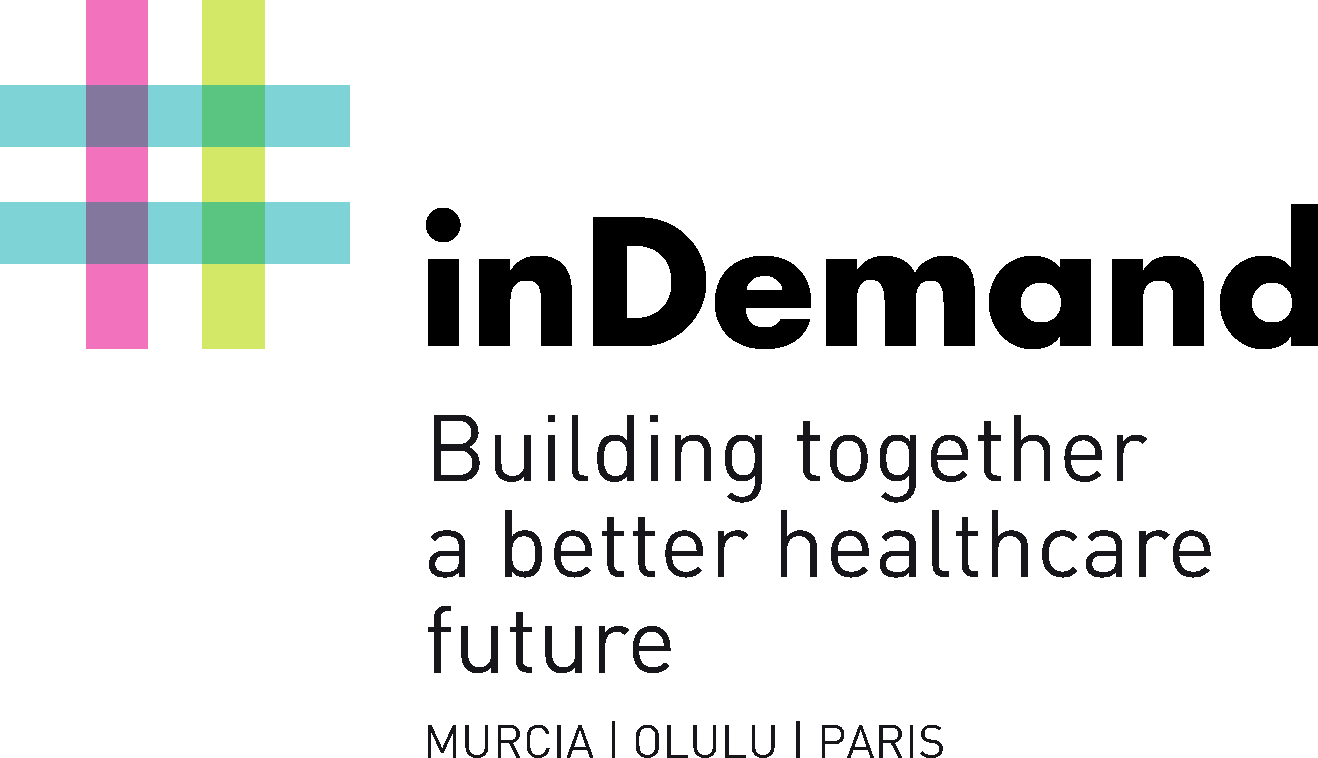 inDemand
Building together
a better healthcare
future
MURCIA | OLULU | PARIS